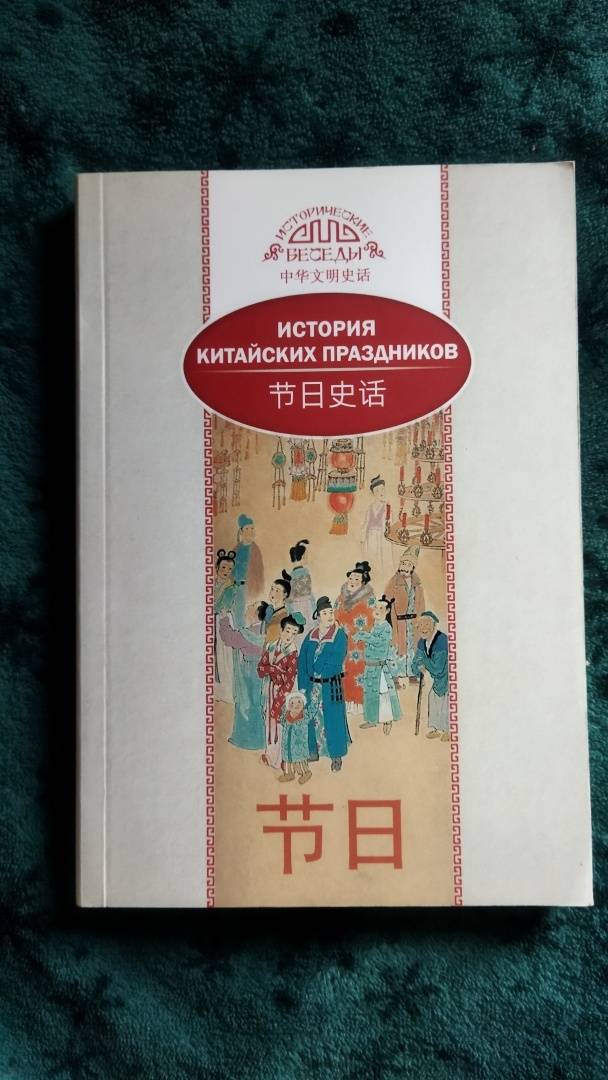 ИСТОРИЧЕСКИЕ
БЕСЕДЫ
中华文明史话
ИСТОРИЯ
КИТАЙСКИХ ПРАЗДНИКОВ
节日史话
节日